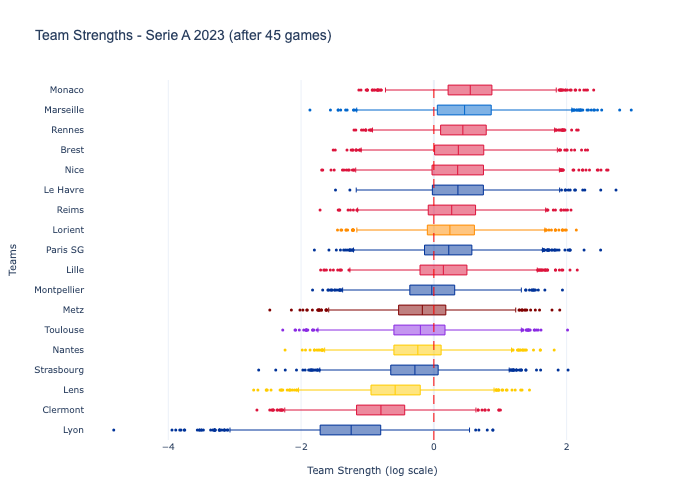 Team Strengths - Serie A 2023 (after 45 games)
Monaco
Marseille
Rennes
Brest
Nice
Le Havre
Reims
Lorient
Paris SG
Lille
Montpellier
Metz
Toulouse
Nantes
Strasbourg
Lens
Clermont
Lyon
Teams
−4
−2
0
2
Team Strength (log scale)